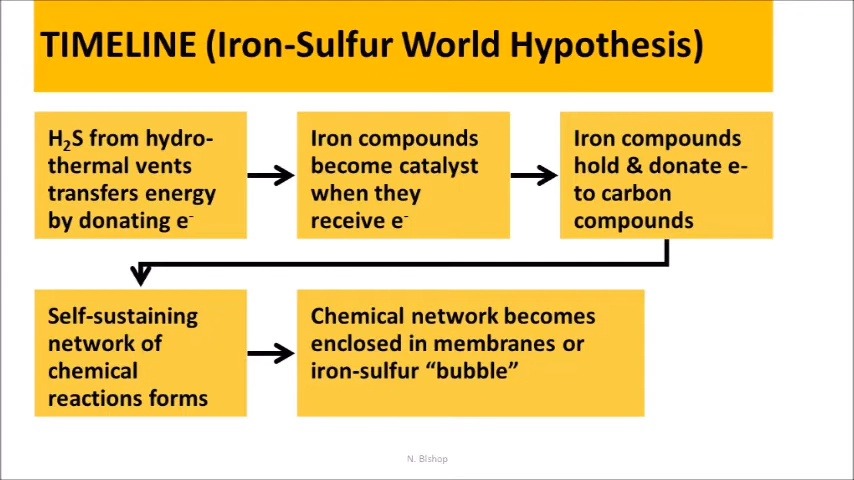 TIMELINE (Iron-Sulfur World Hypothesis)
H₂S from hydro-
thermal vents
transfers energy
by donating e⁻
Iron compounds
become catalyst
when they
receive e⁻
Iron compounds
hold & donate e-
to carbon
compounds
Self-sustaining
network of
chemical
reactions forms
Chemical network becomes
enclosed in membranes or
iron-sulfur “bubble”
N. Bishop